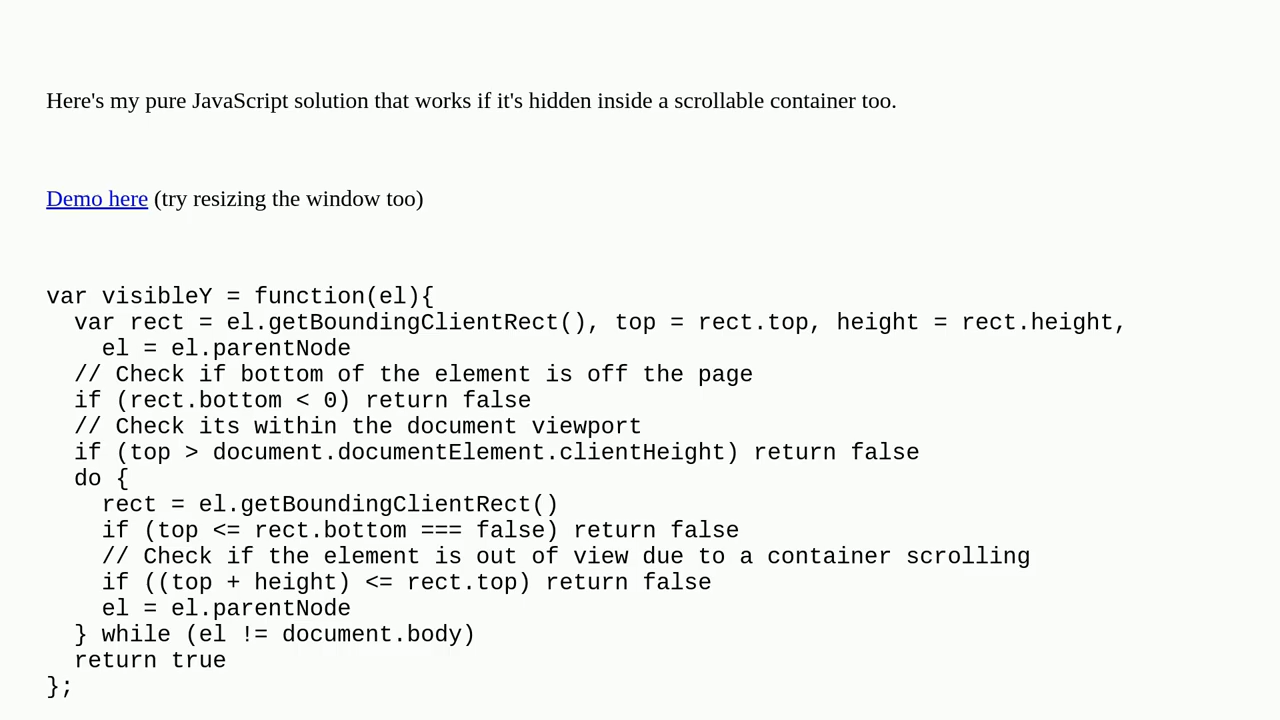 Here's my pure JavaScript solution that works if it's hidden inside a scrollable container too.
Demo here (try resizing the window too)
var visibleY = function(el){
  var rect = el.getBoundingClientRect(), top = rect.top, height = rect.height,
    el = el.parentNode
  // Check if bottom of the element is off the page
  if (rect.bottom < 0) return false
  // Check its within the document viewport
  if (top > document.documentElement.clientHeight) return false
  do {
    rect = el.getBoundingClientRect()
    if (top <= rect.bottom === false) return false
    // Check if the element is out of view due to a container scrolling
    if ((top + height) <= rect.top) return false
    el = el.parentNode
  } while (el != document.body)
  return true
};